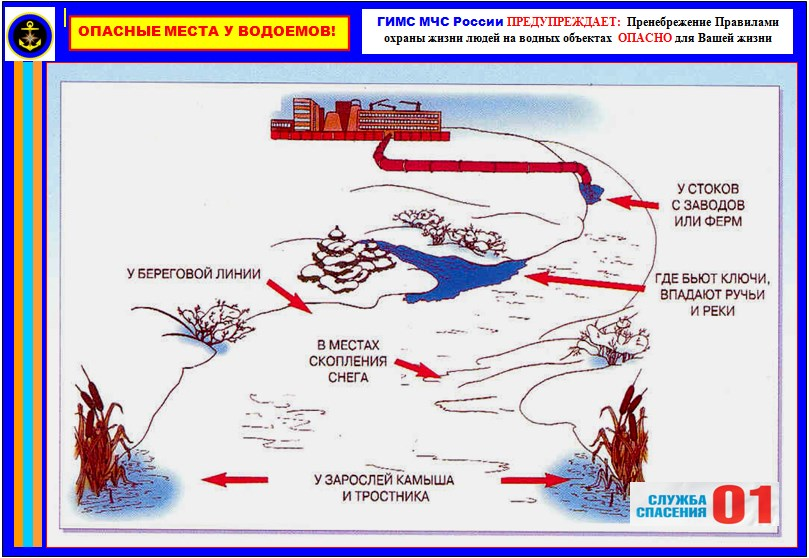 ОПАСНЫЕ МЕСТА У ВОДОЕМОВ!
ГИМС МЧС России ПРЕДУПРЕЖДАЕТ: Пренебрежение Правилами
охраны жизни людей на водных объектах ОПАСНО для Вашей жизни
У СТОКОВ
С ЗАВОДОВ
ИЛИ ФЕРМ
У БЕРЕГОВОЙ ЛИНИИ
ГДЕ БЬЮТ КЛЮЧИ,
ВПАДАЮТ РУЧЬИ
И РЕКИ
В МЕСТАХ
СКОПЛЕНИЯ
СНЕГА
У ЗАРОСЛЕЙ КАМЫША
И ТРОСТНИКА
СЛУЖБА
СПАСЕНИЯ 01